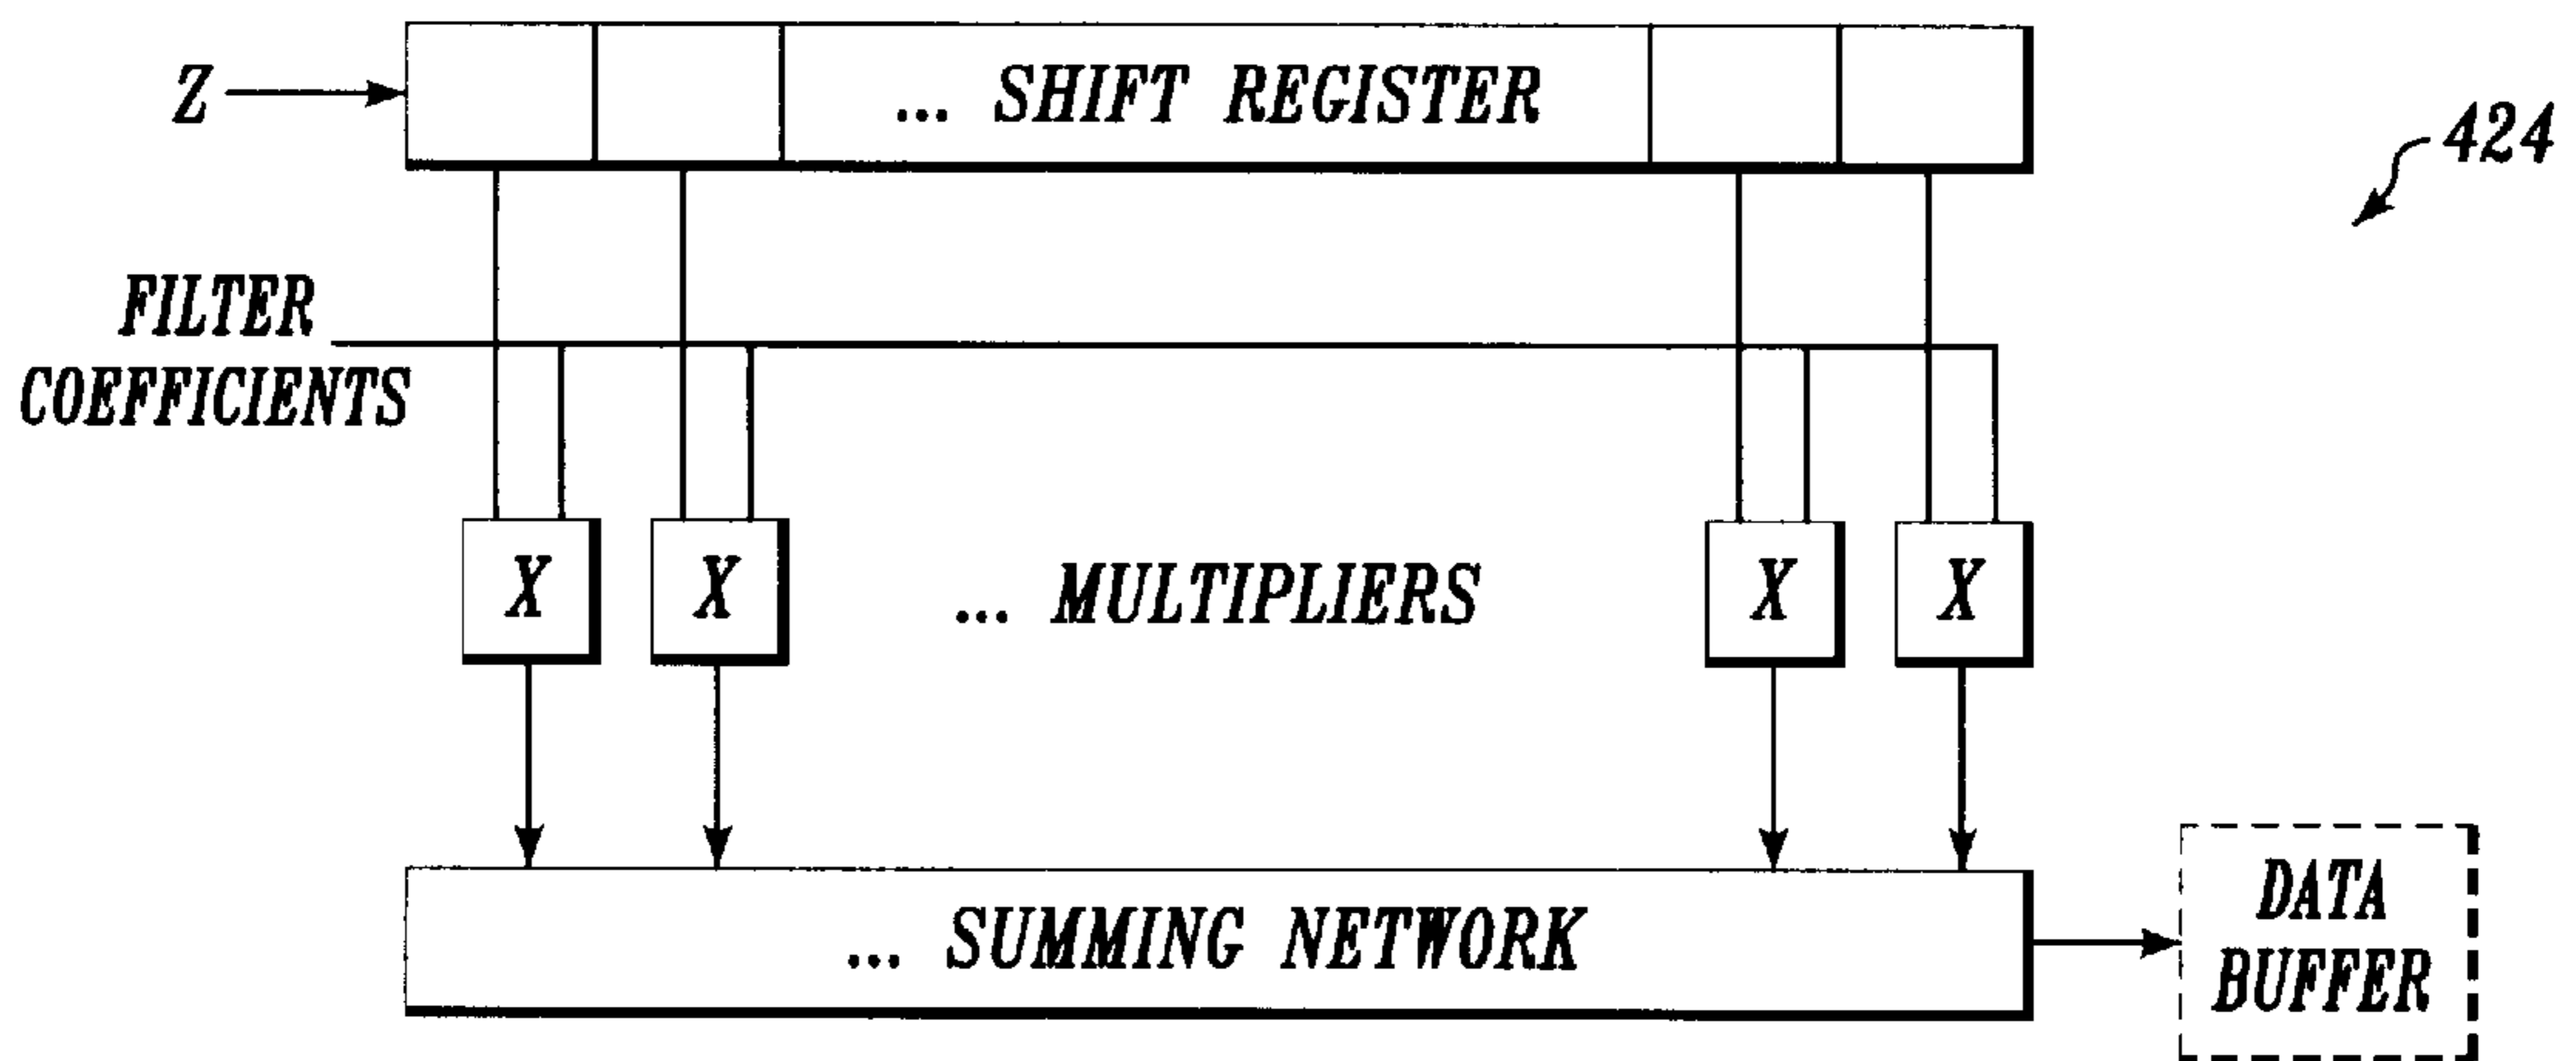 Z
... SHIFT REGISTER
424
FILTER
COEFFICIENTS
X
X
... MULTIPLIERS
X
X
... SUMMING NETWORK
DATA
BUFFER